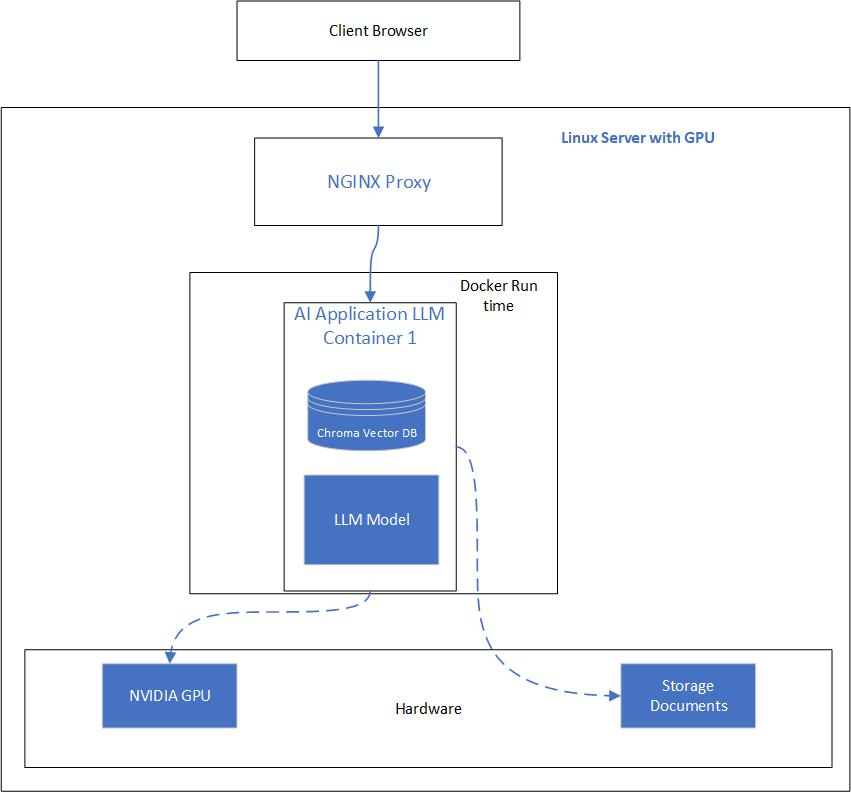 Client Browser
Linux Server with GPU
NGINX Proxy
Docker Run
time
AI Application LLM
Container 1
Chroma Vector DB
LLM Model
NVIDIA GPU
Hardware
Storage
Documents